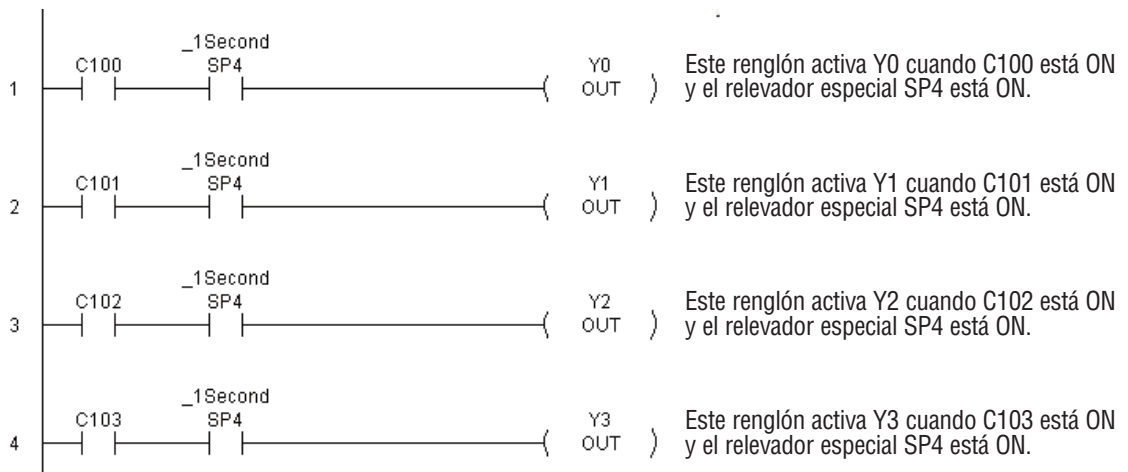 _1Second
C100 SP4 Y0 Este renglón activa Y0 cuando C100 está ON
1 OUT y el relevador especial SP4 está ON.
_1Second
C101 SP4 Y1 Este renglón activa Y1 cuando C101 está ON
2 OUT y el relevador especial SP4 está ON.
_1Second
C102 SP4 Y2 Este renglón activa Y2 cuando C102 está ON
3 OUT y el relevador especial SP4 está ON.
_1Second
C103 SP4 Y3 Este renglón activa Y3 cuando C103 está ON
4 OUT y el relevador especial SP4 está ON.